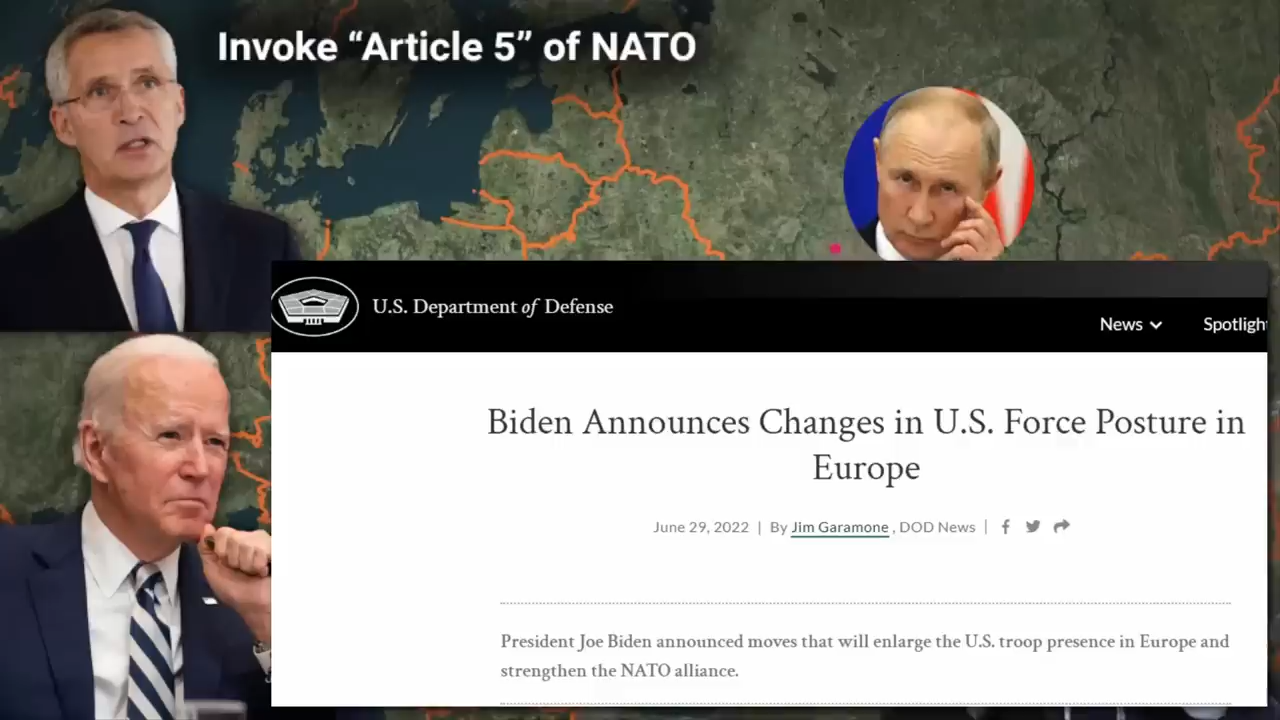 Invoke “Article 5” of NATO
U.S. Department of Defense
News
Spotligh
Biden Announces Changes in U.S. Force Posture in
Europe
June 29, 2022 | By Jim Garamone , DOD News |
President Joe Biden announced moves that will enlarge the U.S. troop presence in Europe and
strengthen the NATO alliance.